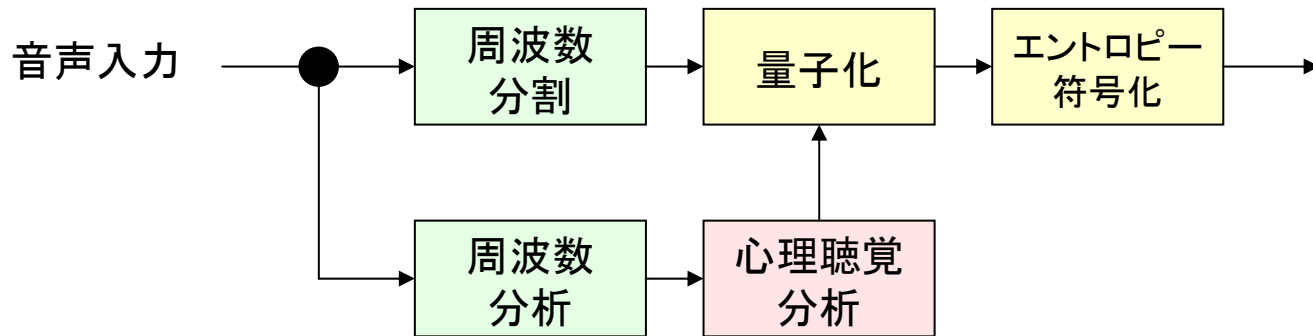 音声入力
周波数
分割
量子化
エントロピー
符号化
周波数
分析
心理聴覚
分析